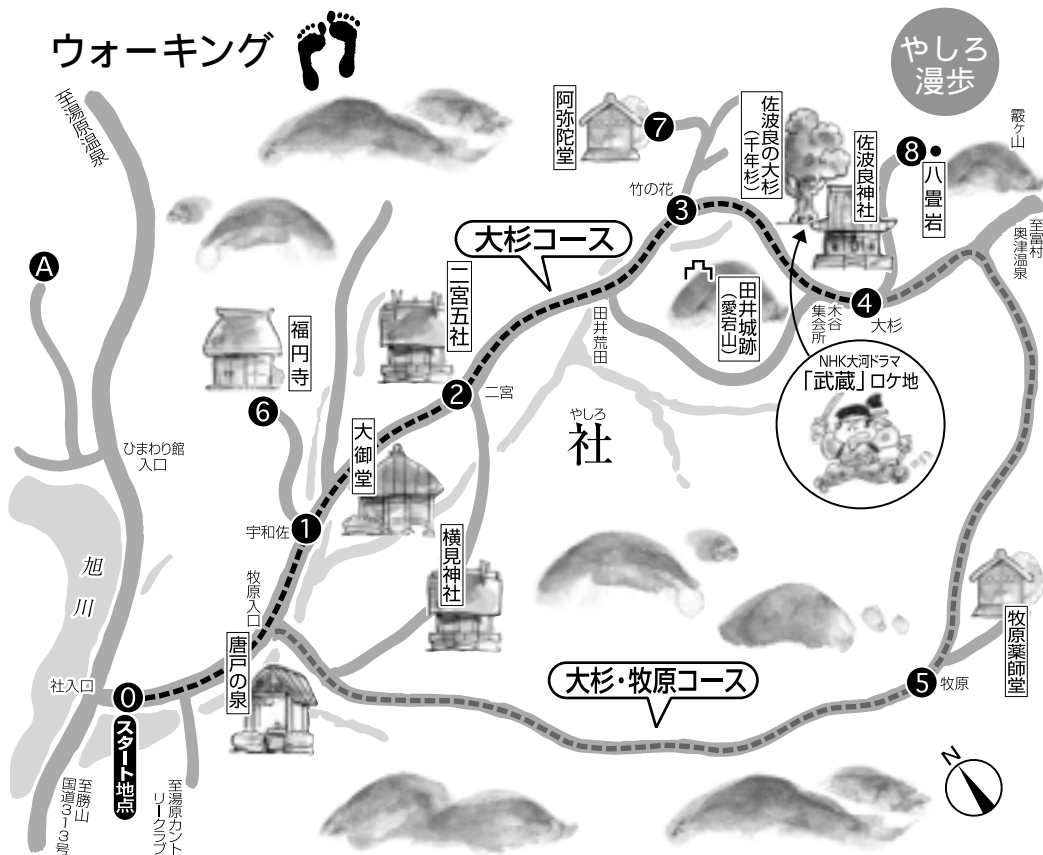 ウォーキング
やしろ
漫歩
至湯原温泉
阿弥陀堂
7
佐波良の大杉
(千年杉)
佐波良神社
8
八畳岩
霰ヶ山
至富村
奥津温泉
竹の花
3
大杉コース
A
二宮五社
田井城跡
(愛宕山)
4
大杉
木谷
集会所
田井荒田
福円寺
2
二宮
NHK大河ドラマ
「武蔵」ロケ地
6
大御堂
やしろ
社
ひまわり館
入口
宇和佐
1
横見神社
旭川
牧原入口
唐戸の泉
牧原薬師堂
社入口
0
スタート地点
大杉・牧原コース
5
牧原
N
至勝山
国道313号
至湯原カント
リークラブ